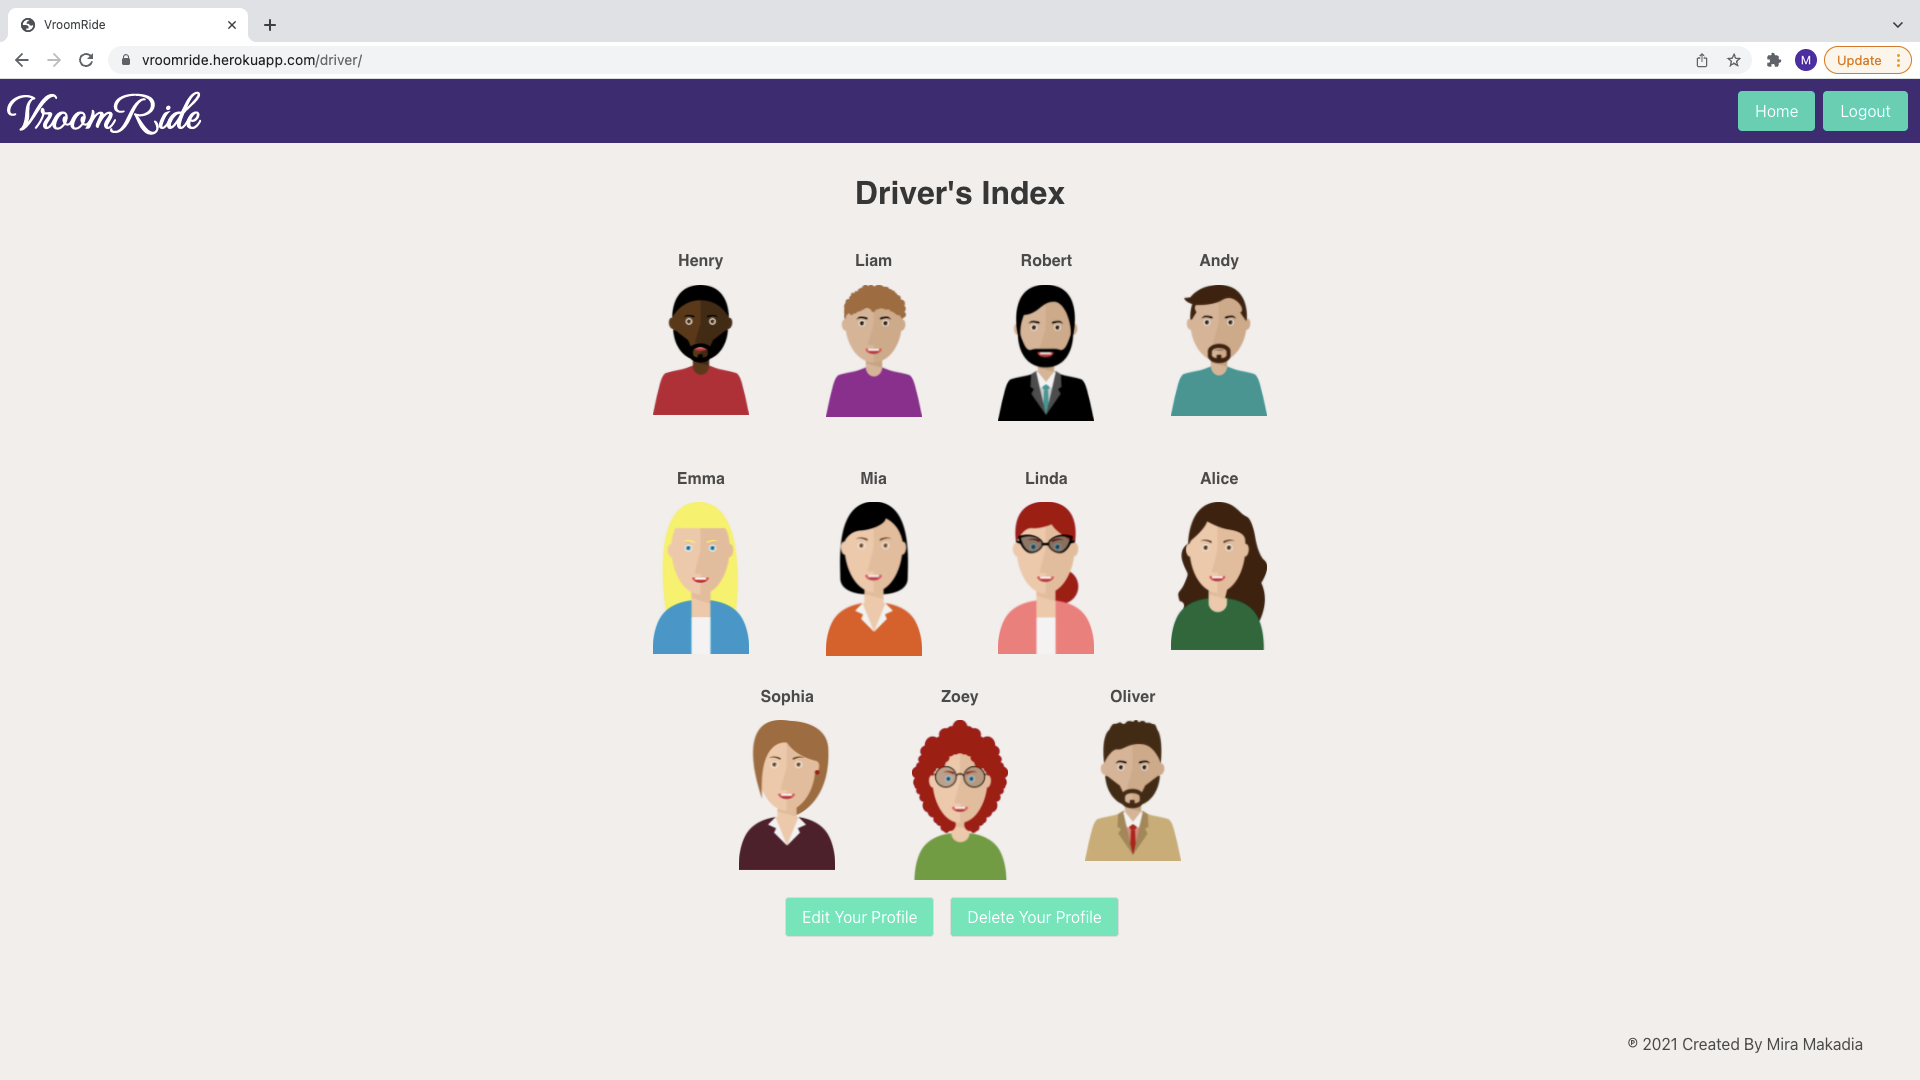 VroomRide
vroomride.herokuapp.com/driver/
M
Update
VroomRide
Home
Logout
Driver's Index
Henry
Liam
Robert
Andy
Emma
Mia
Linda
Alice
Sophia
Zoey
Oliver
Edit Your Profile
Delete Your Profile
℗ 2021 Created By Mira Makadia